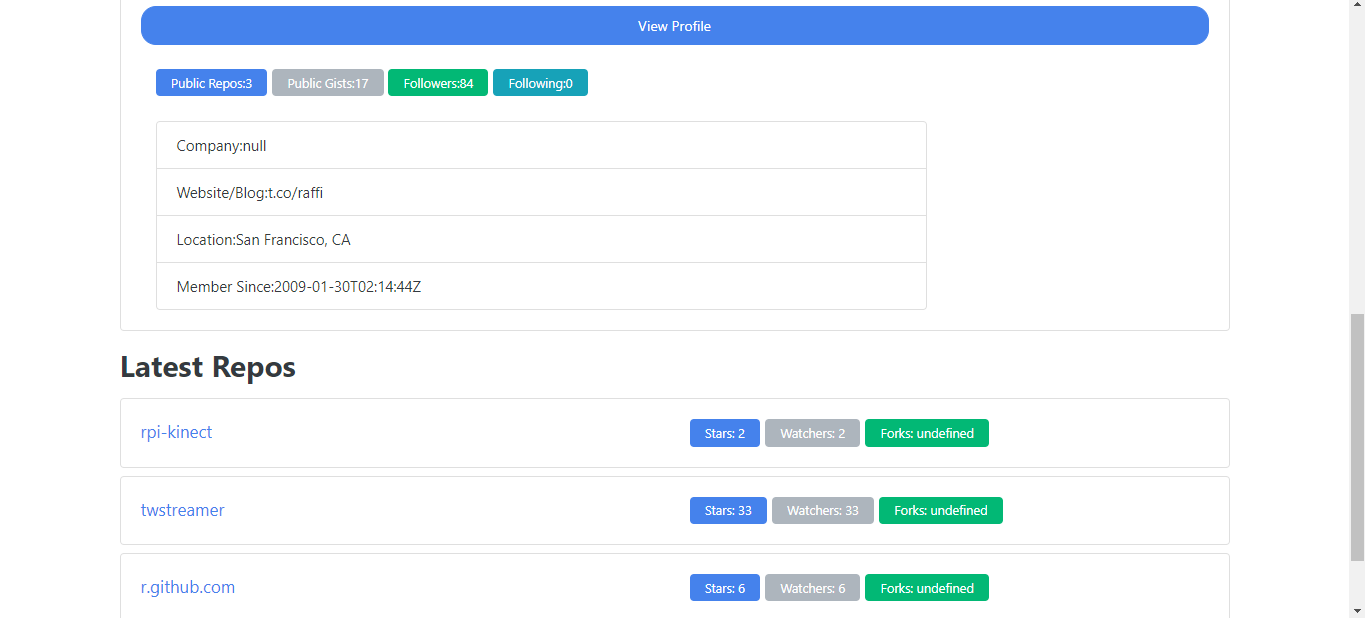 View Profile
Public Repos:3 Public Gists:17 Followers:84 Following:0
Company:null
Website/Blog:t.co/raffi
Location:San Francisco, CA
Member Since:2009-01-30T02:14:44Z
Latest Repos
rpi-kinect Stars: 2 Watchers: 2 Forks: undefined
twstreamer Stars: 33 Watchers: 33 Forks: undefined
r.github.com Stars: 6 Watchers: 6 Forks: undefined